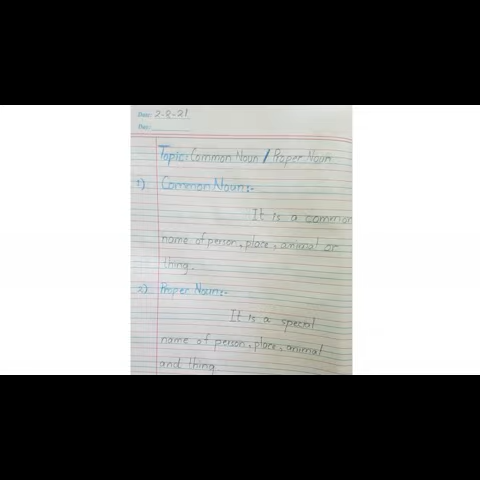 Date: 2-8-21
Day:
Topic: Common Noun / Proper Noun
1) Common Noun:-
It is a common
name of person, place, animal or
thing.
2) Proper Noun:-
It is a special
name of person, place, animal
and thing